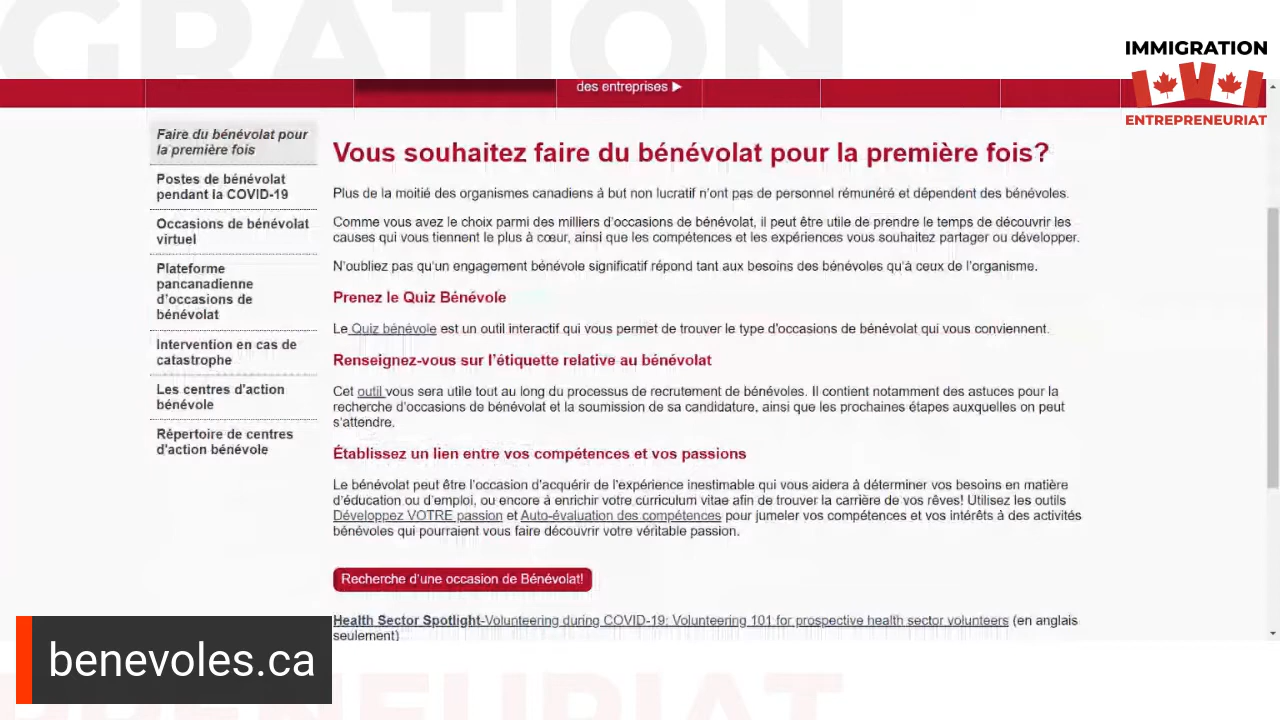 GRATION
IMMIGRATION
ENTREPRENEURIAT
des entreprises ▶
Faire du bénévolat pour
la première fois
Postes de bénévolat
pendant la COVID-19
Occasions de bénévolat
virtuel
Plateforme
pancanadienne
d'occasions de
bénévolat
Intervention en cas de
catastrophe
Les centres d'action
bénévole
Répertoire de centres
d'action bénévole
Vous souhaitez faire du bénévolat pour la première fois?
Plus de la moitié des organismes canadiens à but non lucratif n'ont pas de personnel rémunéré et dépendent des bénévoles.
Comme vous avez le choix parmi des milliers d'occasions de bénévolat, il peut être utile de prendre le temps de découvrir les
causes qui vous tiennent le plus à cœur, ainsi que les compétences et les expériences vous souhaitez partager ou développer.
N'oubliez pas qu'un engagement bénévole significatif répond tant aux besoins des bénévoles qu'à ceux de l'organisme.
Prenez le Quiz Bénévole
Le Quiz bénévole est un outil interactif qui vous permet de trouver le type d'occasions de bénévolat qui vous conviennent.
Renseignez-vous sur l'étiquette relative au bénévolat
Cet outil vous sera utile tout au long du processus de recrutement de bénévoles. Il contient notamment des astuces pour la
recherche d'occasions de bénévolat et la soumission de sa candidature, ainsi que les prochaines étapes auxquelles on peut
s'attendre.
Établissez un lien entre vos compétences et vos passions
Le bénévolat peut être l'occasion d'acquérir de l'expérience inestimable qui vous aidera à déterminer vos besoins en matière
d'éducation ou d'emploi, ou encore à enrichir votre curriculum vitae afin de trouver la carrière de vos rêves! Utilisez les outils
Développez VOTRE passion et Auto-évaluation des compétences pour jumeler vos compétences et vos intérêts à des activités
bénévoles qui pourraient vous faire découvrir votre véritable passion.
Recherche d'une occasion de Bénévolat!
Health Sector Spotlight-Volunteering during COVID-19: Volunteering 101 for prospective health sector volunteers (en anglais
seulement)
benevoles.ca
PRENEURIAT